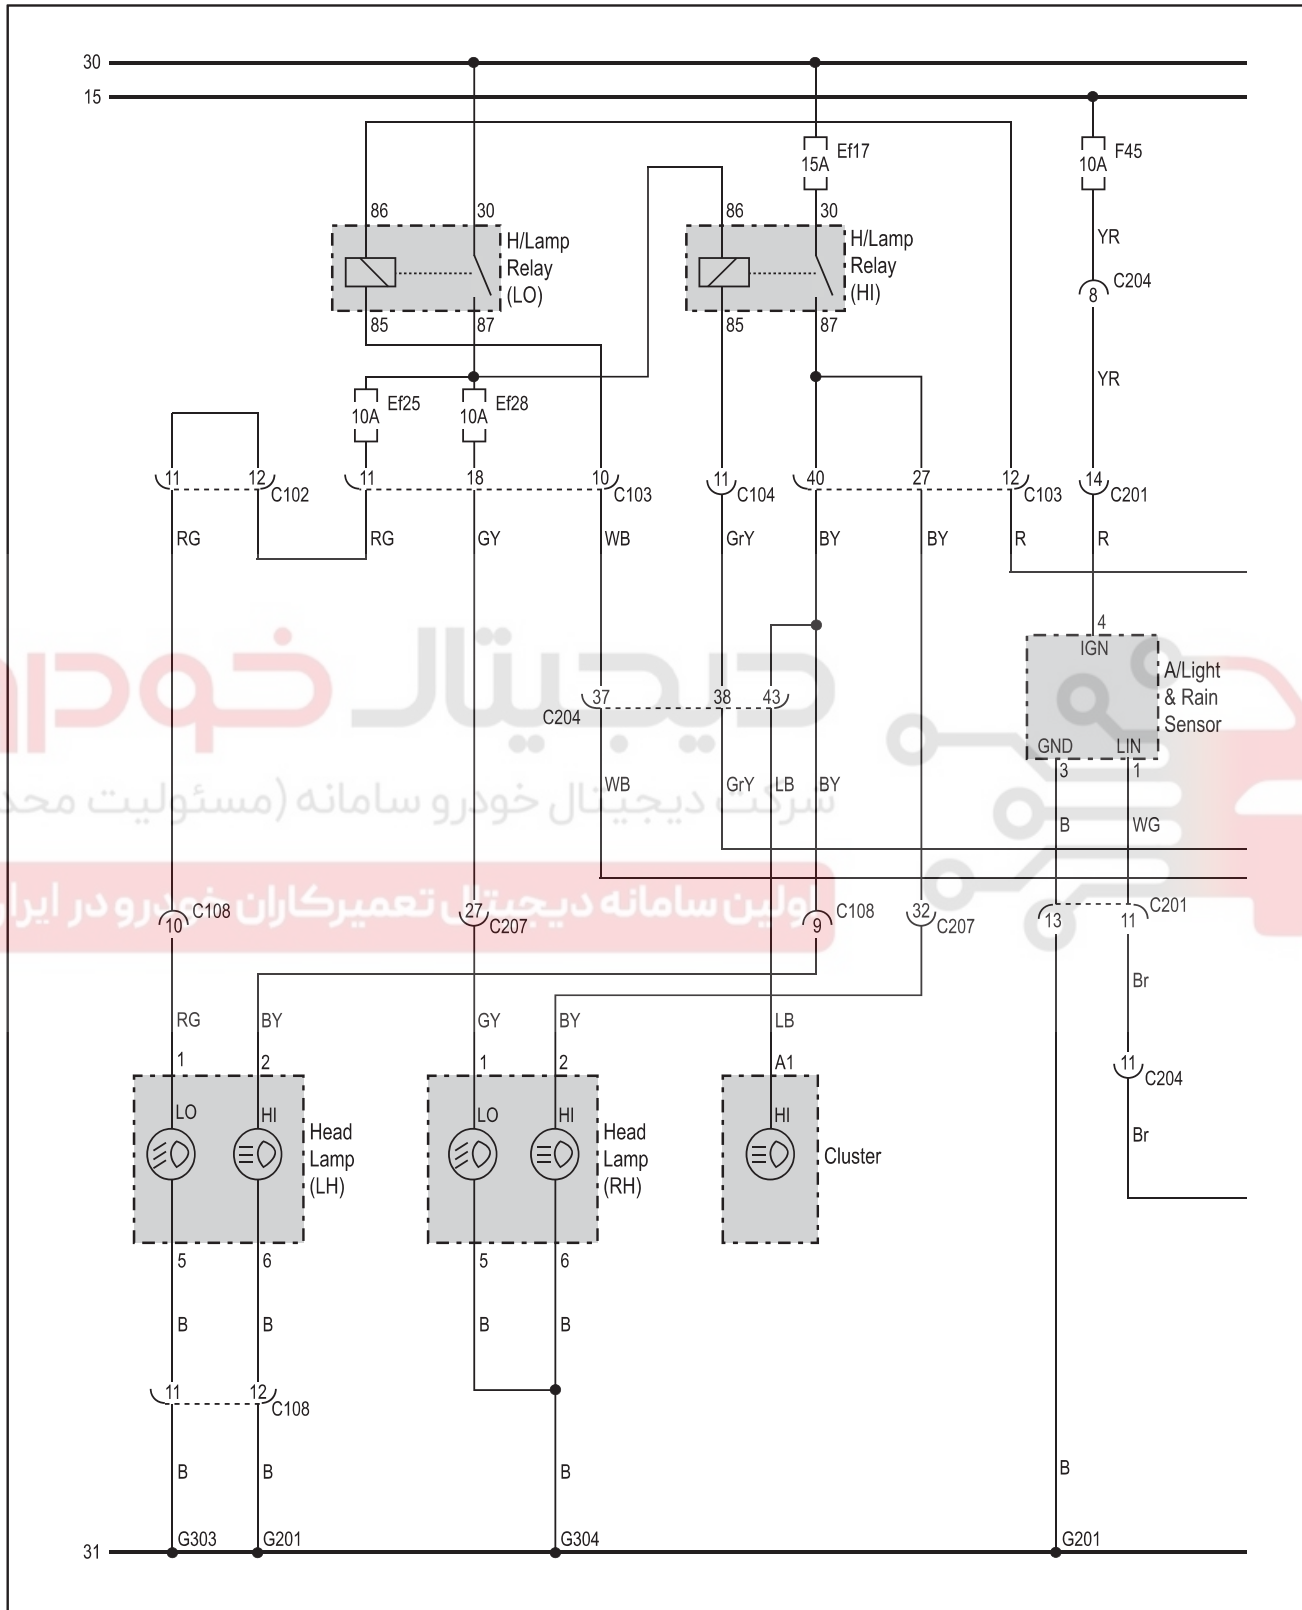 30
15
Ef17
15A
F45
10A
86
30
H/Lamp
Relay
(LO)
85
87
86
30
H/Lamp
Relay
(HI)
85
87
YR
C204
8
YR
Ef25
10A
Ef28
10A
11
12
C102
11
18
10
C103
11
C104
40
27
12
C103
14
C201
RG
RG
GY
WB
GrY
BY
BY
R
R
4
IGN
A/Light
& Rain
Sensor
GND
LIN
3
1
دیجیتال خودرو
37
38
43
C204
WB
GrY
LB
BY
B
WG
شرکت دیجیتال خودرو سامانه (مسئولیت محد
اولین سامانه دیجیتال تعمیرکاران خودرو در ایران
C108
10
27
C207
C108
9
32
C207
C201
13
11
Br
RG
BY
GY
BY
LB
1
2
1
2
A1
11
C204
LO
HI
Head
Lamp
(LH)
LO
HI
Head
Lamp
(RH)
HI
Cluster
Br
5
6
5
6
B
B
B
B
11
12
C108
B
B
B
B
31
G303
G201
G304
G201